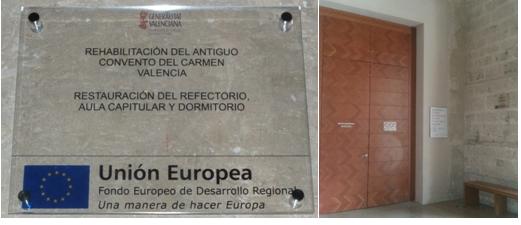 GENERALITAT
VALENCIANA
REHABILITACIÓN DEL ANTIGUO
CONVENTO DEL CARMEN
VALENCIA
RESTAURACIÓN DEL REFECTORIO,
AULA CAPITULAR Y DORMITORIO
Unión Europea
Fondo Europeo de Desarrollo Regional
Una manera de hacer Europa